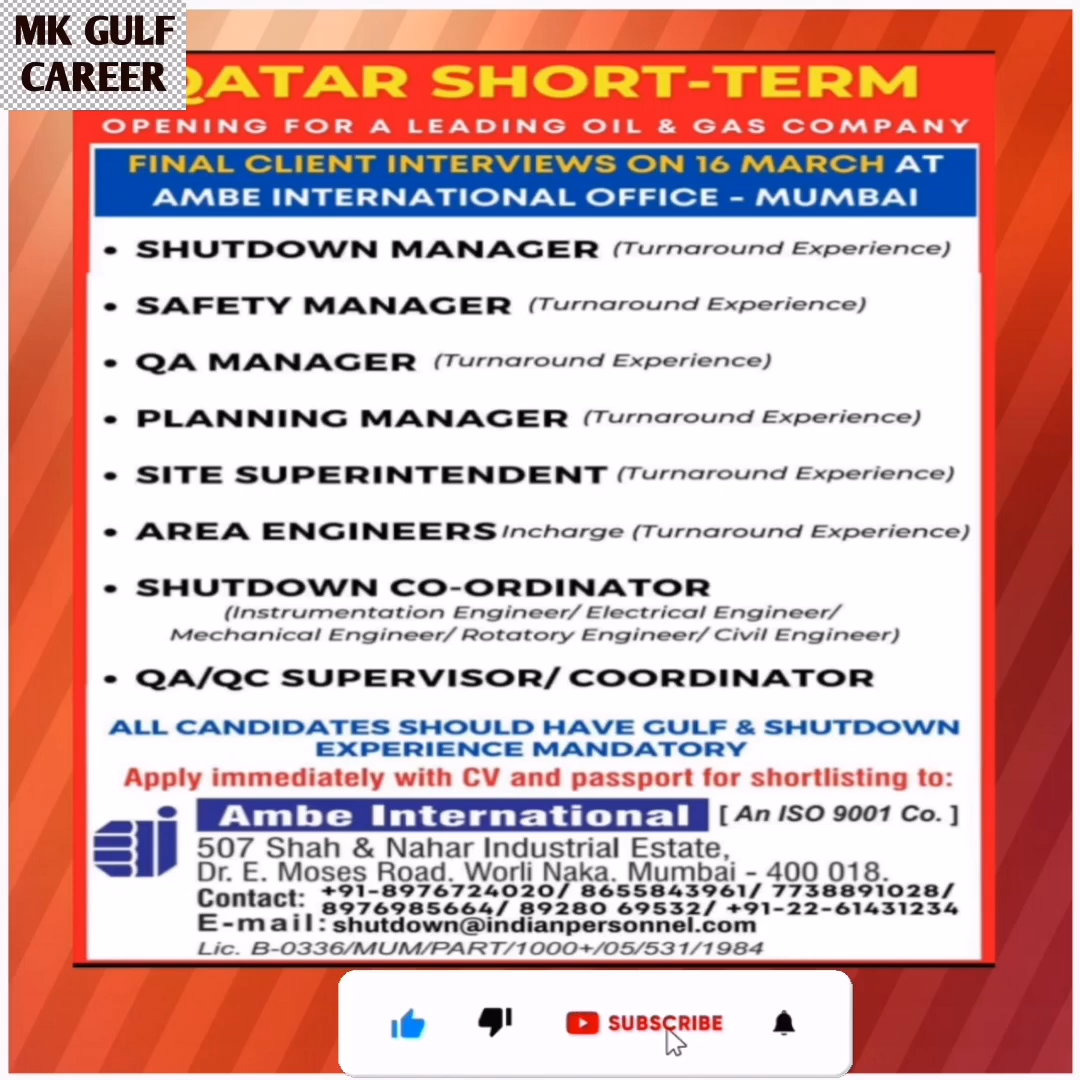 MK GULF
CAREER
QATAR SHORT-TERM
OPENING FOR A LEADING OIL & GAS COMPANY
FINAL CLIENT INTERVIEWS ON 16 MARCH AT
AMBE INTERNATIONAL OFFICE - MUMBAI
• SHUTDOWN MANAGER (Turnaround Experience)
• SAFETY MANAGER (Turnaround Experience)
• QA MANAGER (Turnaround Experience)
• PLANNING MANAGER (Turnaround Experience)
• SITE SUPERINTENDENT (Turnaround Experience)
• AREA ENGINEERS Incharge (Turnaround Experience)
• SHUTDOWN CO-ORDINATOR
(Instrumentation Engineer/ Electrical Engineer/
Mechanical Engineer/ Rotatory Engineer/ Civil Engineer)
• QA/QC SUPERVISOR/ COORDINATOR
ALL CANDIDATES SHOULD HAVE GULF & SHUTDOWN
EXPERIENCE MANDATORY
Apply immediately with CV and passport for shortlisting to:
Ambe International [ An ISO 9001 Co. ]
507 Shah & Nahar Industrial Estate,
Dr. E. Moses Road, Worli Naka, Mumbai - 400 018.
Contact: +91-8976724020/ 8655843961/ 7738891028/
8976985664/ 89280 69532/ +91-22-61431234
E-mail: shutdown@indianpersonnel.com
Lic. B-0336/MUM/PART/1000+/05/531/1984
SUBSCRIBE